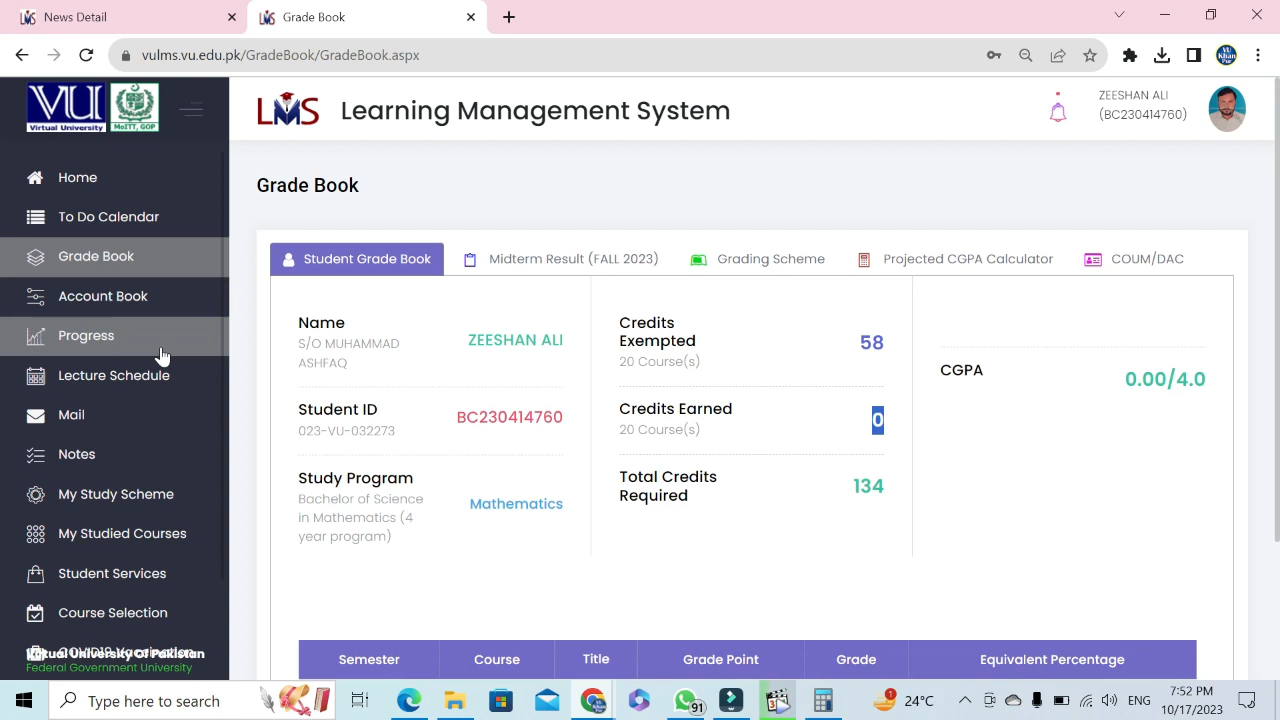 News Detail
Grade Book
vulms.vu.edu.pk/GradeBook/GradeBook.aspx
VU
Khan
Pur
VU
Virtual University
MoITT, GOP
LMS
Learning Management System
ZEESHAN ALI
(BC230414760)
Home
To Do Calendar
Grade Book
Account Book
Progress
Lecture Schedule
Mail
Notes
My Study Scheme
My Studied Courses
Student Services
Course Selection
Virtual University Of Pakistan
Federal Government University
Grade Book
Student Grade Book
Midterm Result (FALL 2023)
Grading Scheme
Projected CGPA Calculator
COUM/DAC
Name
S/O MUHAMMAD
ASHFAQ
ZEESHAN ALI
Student ID
023-VU-032273
BC230414760
Study Program
Bachelor of Science
in Mathematics (4
year program)
Mathematics
Credits
Exempted
20 Course(s)
58
Credits Earned
20 Course(s)
0
Total Credits
Required
134
CGPA
0.00/4.0
Semester
Course
Title
Grade Point
Grade
Equivalent Percentage
Type here to search
91
1
24°C
ENG
7:52 PM
10/17/2023